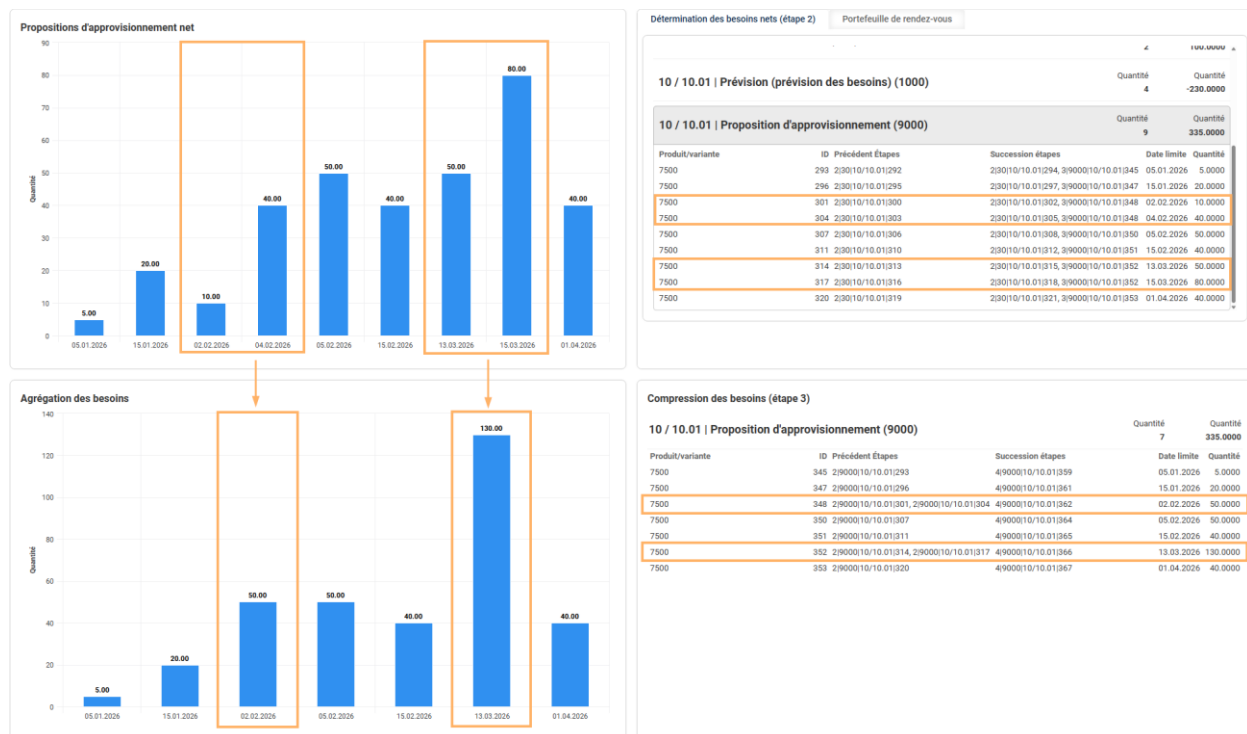 Propositions d'approvisionnement net
90
80
70
60
50
40
30
20
10
0
Quantité
5.00
20.00
10.00
40.00
50.00
40.00
50.00
80.00
40.00
05.01.2026 15.01.2026 02.02.2026 04.02.2026 05.02.2026 15.02.2026 13.03.2026 15.03.2026 01.04.2026
Détermination des besoins nets (étape 2) Portefeuille de rendez-vous
2 100.0000
10 / 10.01 | Prévision (prévision des besoins) (1000) Quantité Quantité
4 -230.0000
10 / 10.01 | Proposition d'approvisionnement (9000) Quantité Quantité
9 335.0000
Produit/variante ID Précédent Étapes Succession étapes Date limite Quantité
7500 293 2|30|10/10.01|292 2|30|10/10.01|294, 3|9000|10/10.01|345 05.01.2026 5.0000
7500 296 2|30|10/10.01|295 2|30|10/10.01|297, 3|9000|10/10.01|347 15.01.2026 20.0000
7500 301 2|30|10/10.01|300 2|30|10/10.01|302, 3|9000|10/10.01|348 02.02.2026 10.0000
7500 304 2|30|10/10.01|303 2|30|10/10.01|305, 3|9000|10/10.01|348 04.02.2026 40.0000
7500 307 2|30|10/10.01|306 2|30|10/10.01|308, 3|9000|10/10.01|350 05.02.2026 50.0000
7500 311 2|30|10/10.01|310 2|30|10/10.01|312, 3|9000|10/10.01|351 15.02.2026 40.0000
7500 314 2|30|10/10.01|313 2|30|10/10.01|315, 3|9000|10/10.01|352 13.03.2026 50.0000
7500 317 2|30|10/10.01|316 2|30|10/10.01|318, 3|9000|10/10.01|352 15.03.2026 80.0000
7500 320 2|30|10/10.01|319 2|30|10/10.01|321, 3|9000|10/10.01|353 01.04.2026 40.0000
Agrégation des besoins
140
120
100
80
60
40
20
0
Quantité
5.00
20.00
50.00
50.00
40.00
130.00
40.00
05.01.2026 15.01.2026 02.02.2026 05.02.2026 15.02.2026 13.03.2026 01.04.2026
Compression des besoins (étape 3)
10 / 10.01 | Proposition d'approvisionnement (9000) Quantité Quantité
7 335.0000
Produit/variante ID Précédent Étapes Succession étapes Date limite Quantité
7500 345 2|9000|10/10.01|293 4|9000|10/10.01|359 05.01.2026 5.0000
7500 347 2|9000|10/10.01|296 4|9000|10/10.01|361 15.01.2026 20.0000
7500 348 2|9000|10/10.01|301, 2|9000|10/10.01|304 4|9000|10/10.01|362 02.02.2026 50.0000
7500 350 2|9000|10/10.01|307 4|9000|10/10.01|364 05.02.2026 50.0000
7500 351 2|9000|10/10.01|311 4|9000|10/10.01|365 15.02.2026 40.0000
7500 352 2|9000|10/10.01|314, 2|9000|10/10.01|317 4|9000|10/10.01|366 13.03.2026 130.0000
7500 353 2|9000|10/10.01|320 4|9000|10/10.01|367 01.04.2026 40.0000